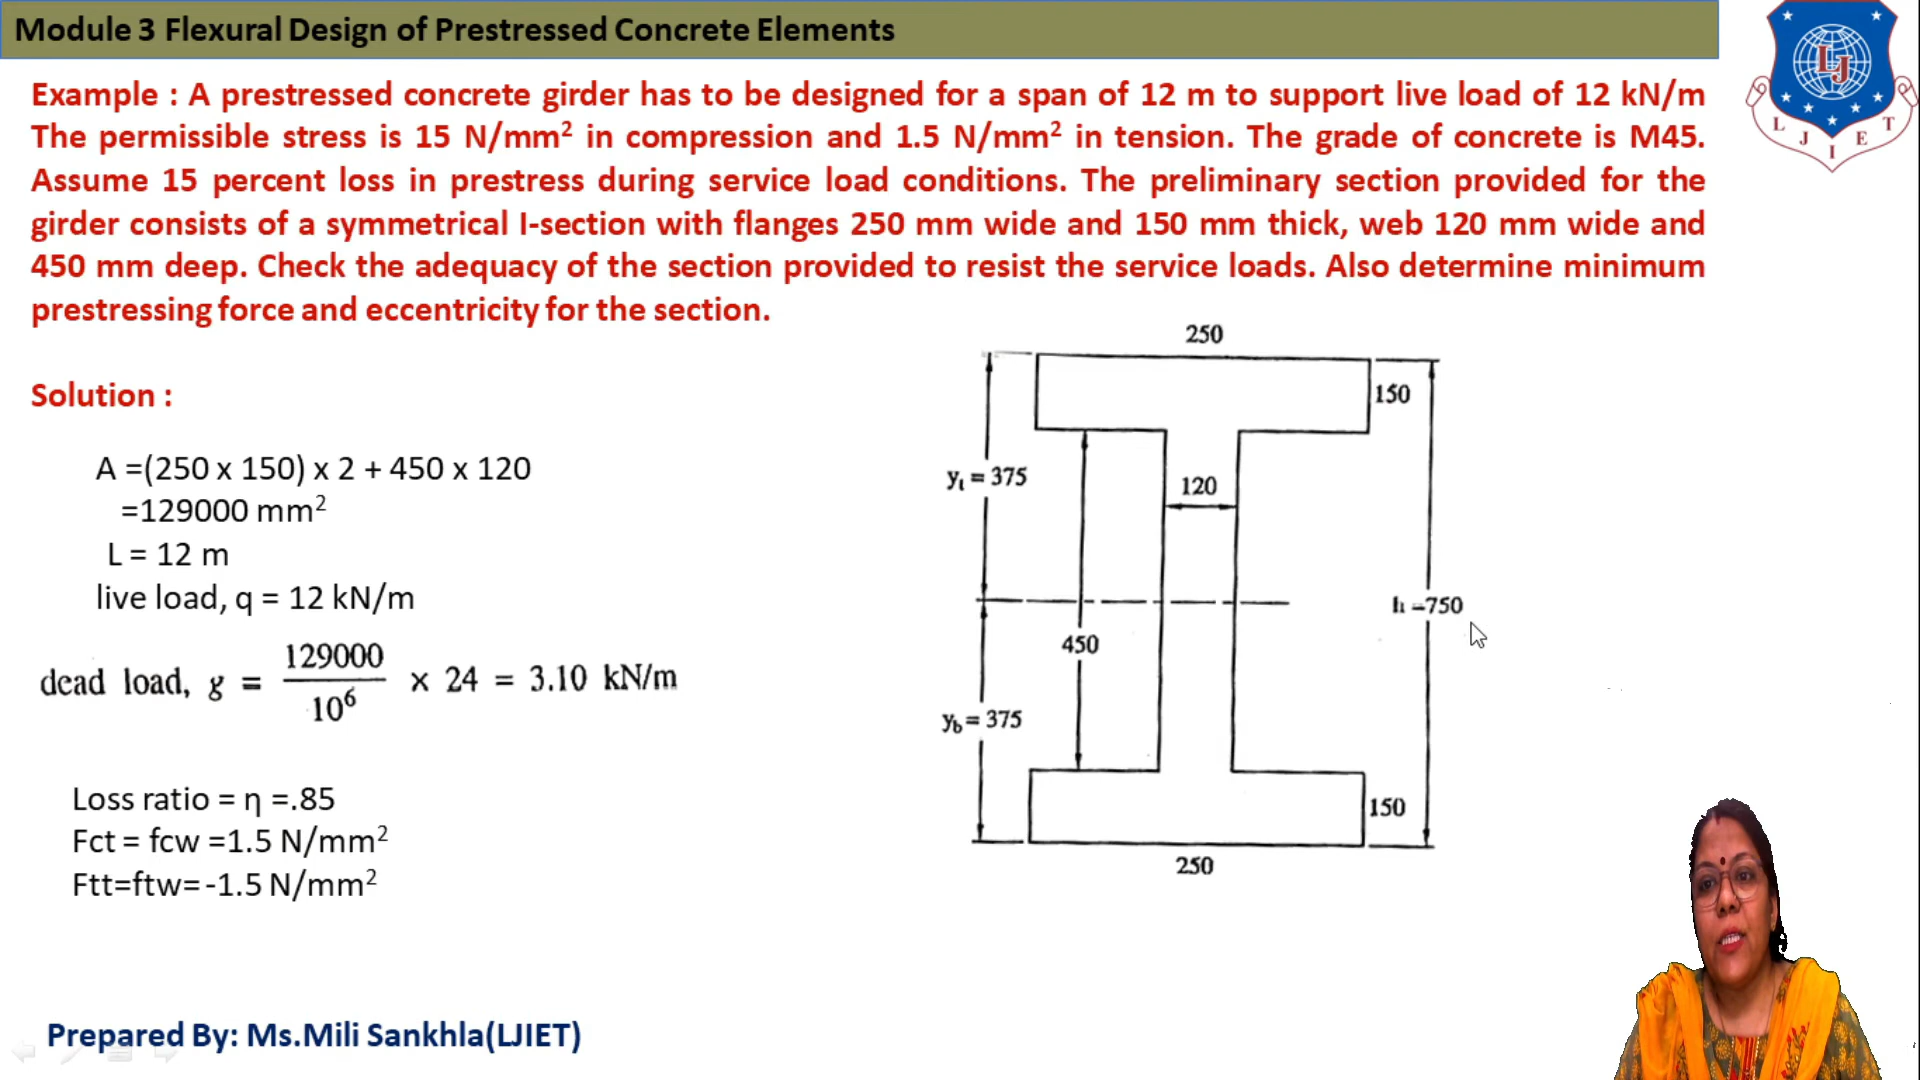 Module 3 Flexural Design of Prestressed Concrete Elements
Example : A prestressed concrete girder has to be designed for a span of 12 m to support live load of 12 kN/m
The permissible stress is 15 N/mm² in compression and 1.5 N/mm² in tension. The grade of concrete is M45.
Assume 15 percent loss in prestress during service load conditions. The preliminary section provided for the
girder consists of a symmetrical I-section with flanges 250 mm wide and 150 mm thick, web 120 mm wide and
450 mm deep. Check the adequacy of the section provided to resist the service loads. Also determine minimum
prestressing force and eccentricity for the section.
Solution :
A =(250 x 150) x 2 + 450 x 120
=129000 mm²
L = 12 m
live load, q = 12 kN/m
dead load, g = 129000 / 10⁶ x 24 = 3.10 kN/m
Loss ratio = η =.85
Fct = fcw =1.5 N/mm²
Ftt=ftw= -1.5 N/mm²
250
150
yₜ = 375
120
h = 750
450
y_b = 375
150
250
LJ
L J I E T
Prepared By: Ms.Mili Sankhla(LJIET)